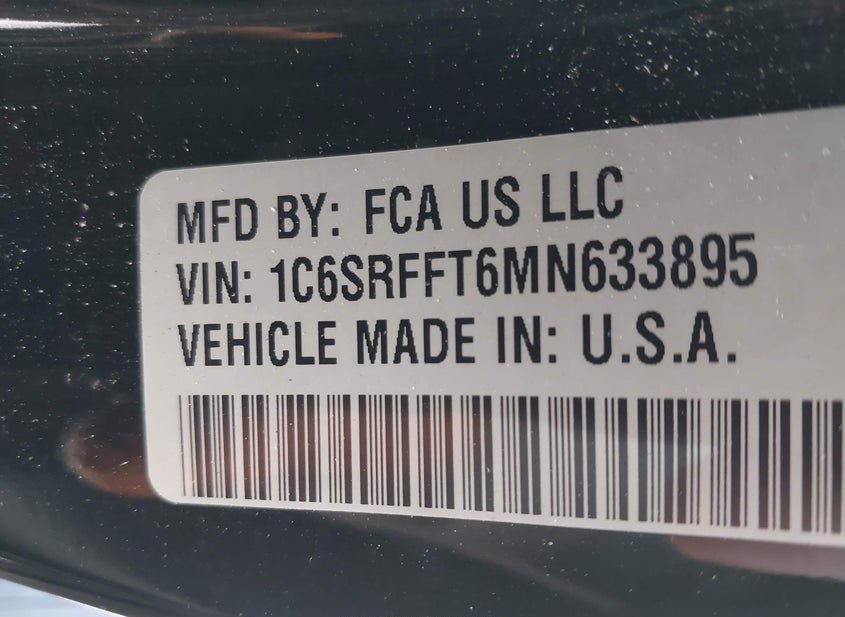 MFD BY: FCA US LLC
VIN: 1C6SRFFT6MN633895
VEHICLE MADE IN: U.S.A.